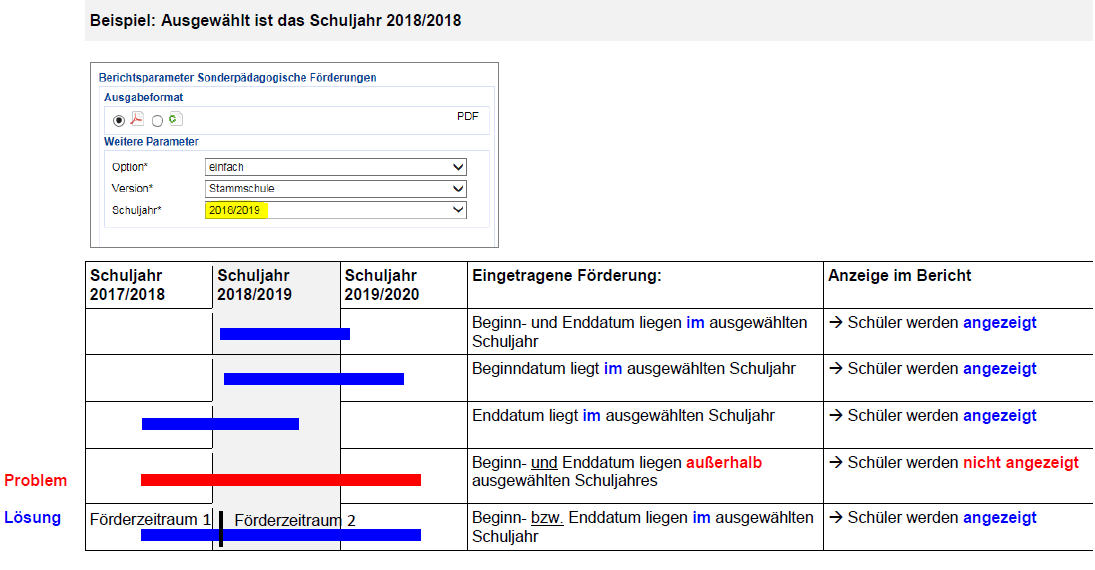 Beispiel: Ausgewählt ist das Schuljahr 2018/2018
Berichtsparameter Sonderpädagogische Förderungen
Ausgabeformat
PDF
Weitere Parameter
Option* einfach
Version* Stammschule
Schuljahr* 2018/2019
Schuljahr 2017/2018
Schuljahr 2018/2019
Schuljahr 2019/2020
Eingetragene Förderung:
Anzeige im Bericht
Beginn- und Enddatum liegen im ausgewählten
Schuljahr
→ Schüler werden angezeigt
Beginndatum liegt im ausgewählten Schuljahr
→ Schüler werden angezeigt
Enddatum liegt im ausgewählten Schuljahr
→ Schüler werden angezeigt
Problem
Beginn- und Enddatum liegen außerhalb
ausgewählten Schuljahres
→ Schüler werden nicht angezeigt
Lösung
Förderzeitraum 1
Förderzeitraum 2
Beginn- bzw. Enddatum liegen im ausgewählten
Schuljahr
→ Schüler werden angezeigt